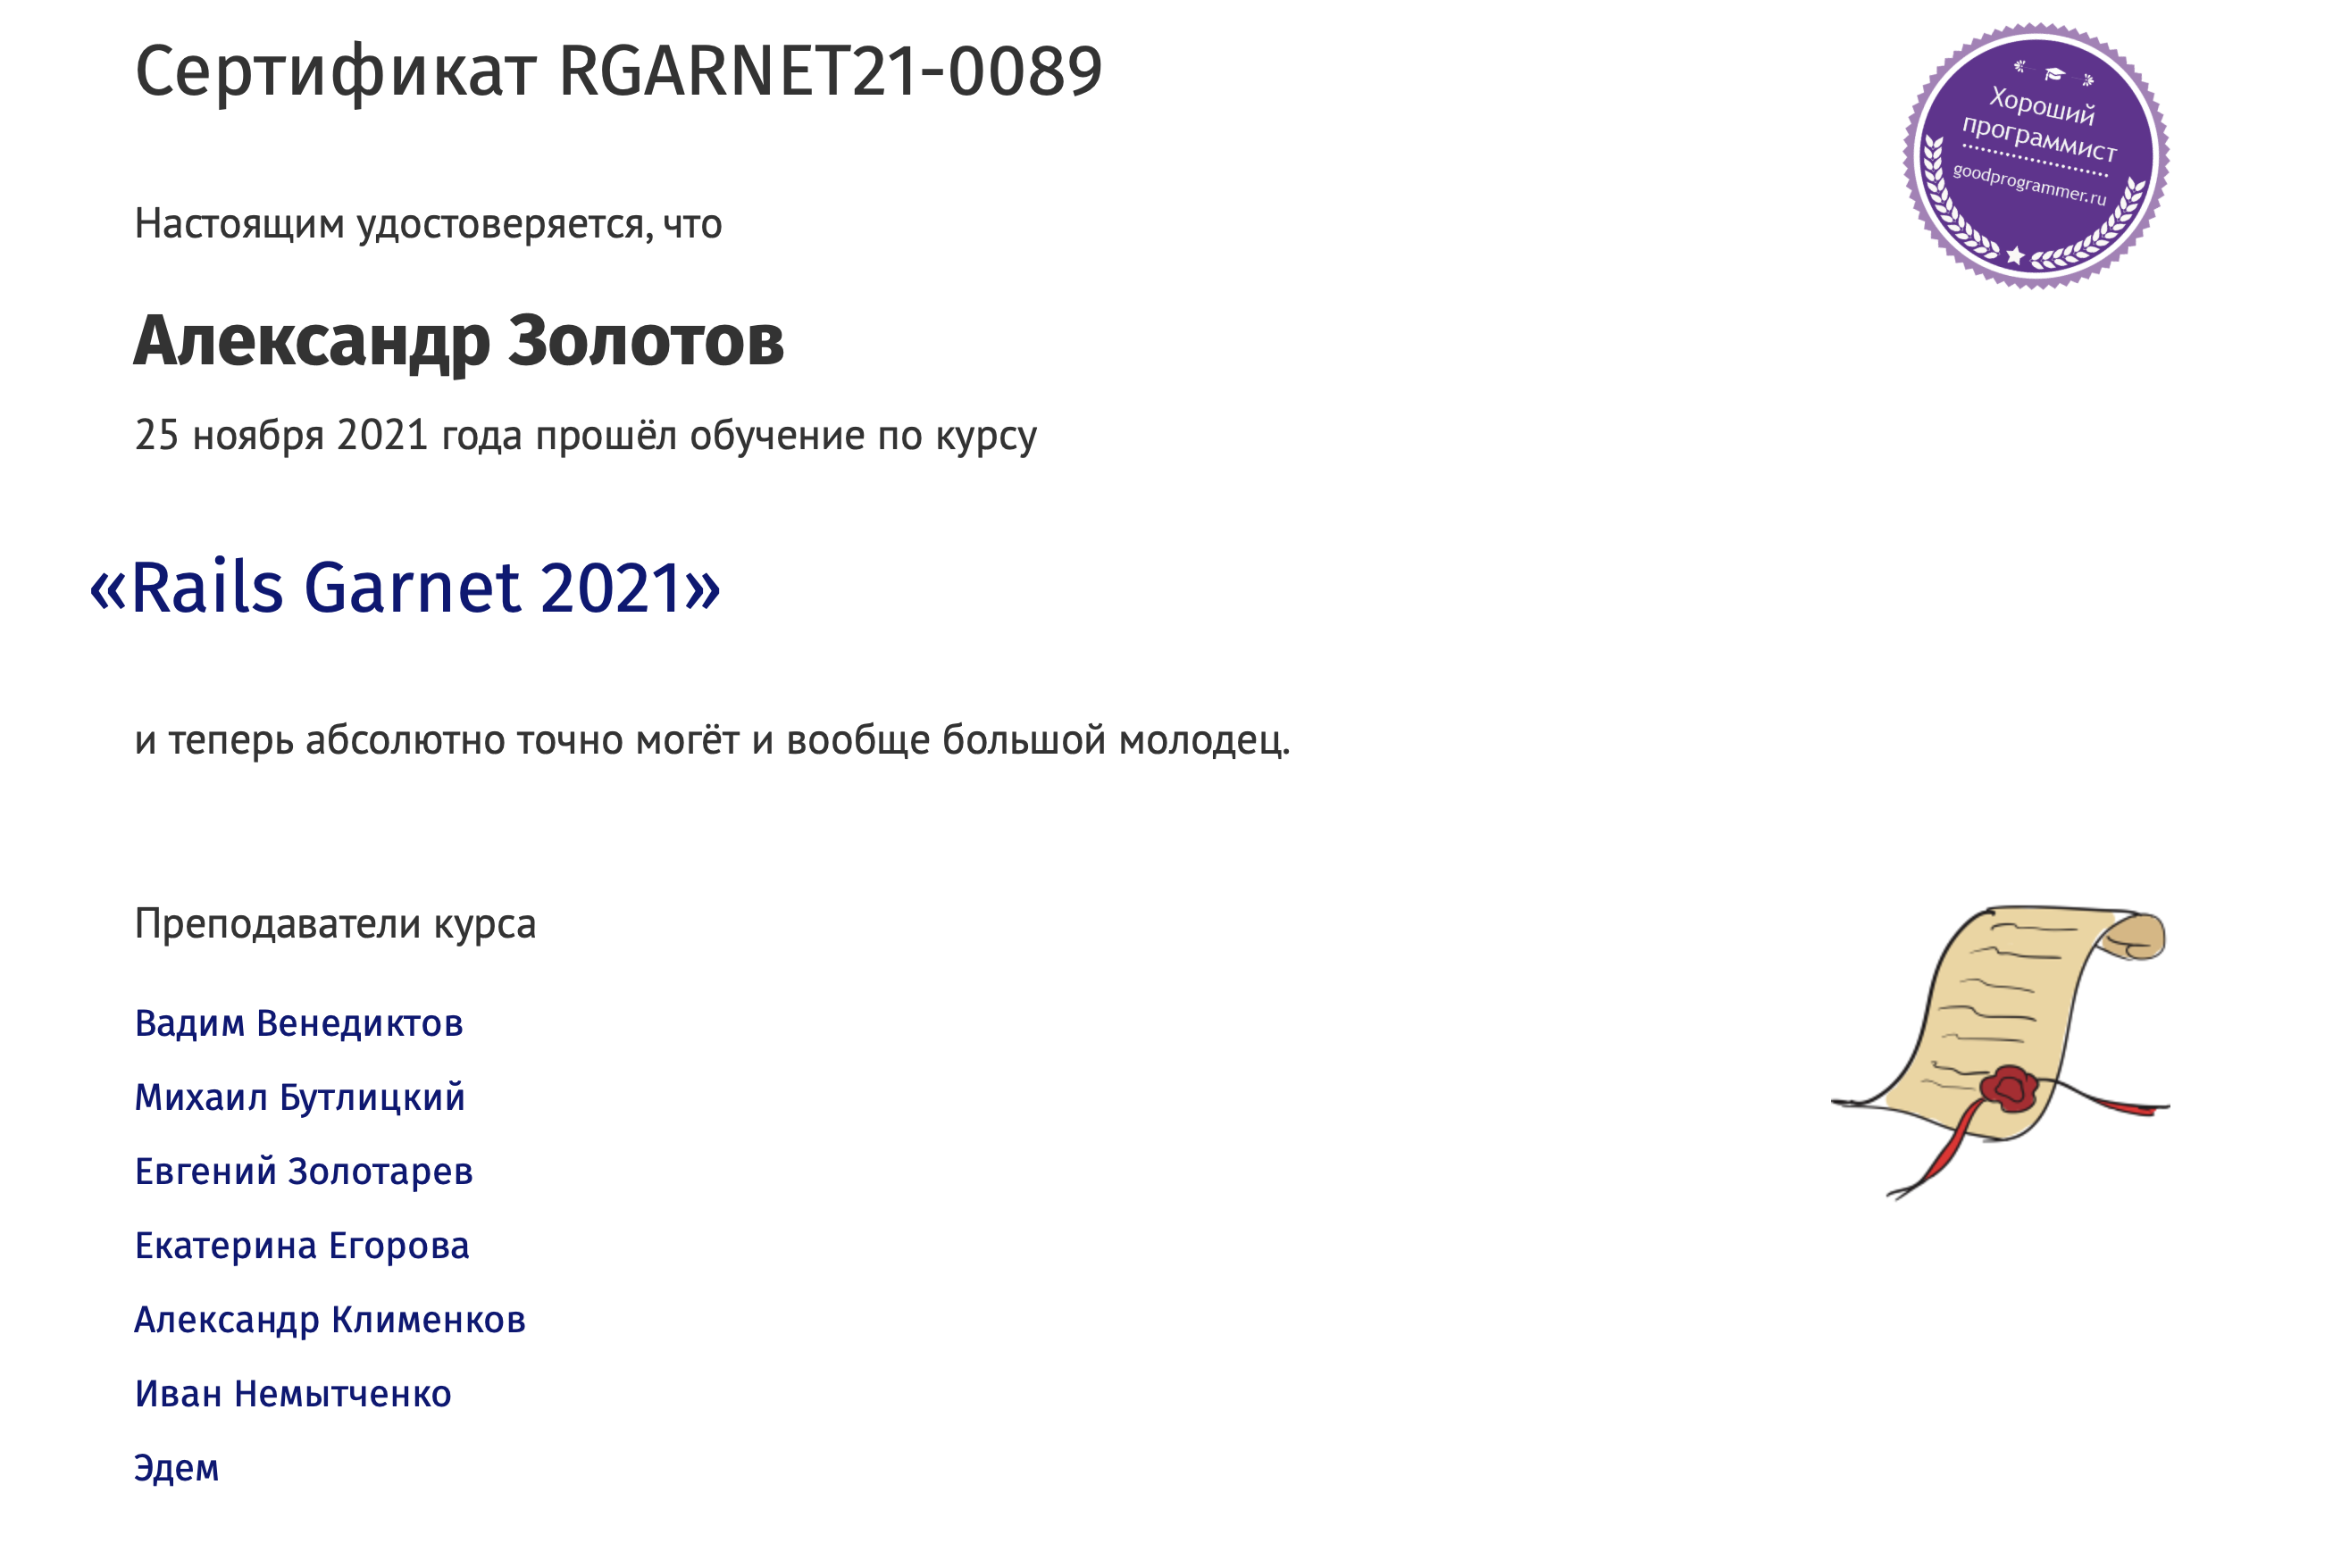 Сертификат RGARNET21-0089
Хороший
программист
goodprogrammer.ru
Настоящим удостоверяется, что
Александр Золотов
25 ноября 2021 года прошёл обучение по курсу
«Rails Garnet 2021»
и теперь абсолютно точно могёт и вообще большой молодец.
Преподаватели курса
Вадим Венедиктов
Михаил Бутлицкий
Евгений Золотарев
Екатерина Егорова
Александр Клименков
Иван Немытченко
Эдем